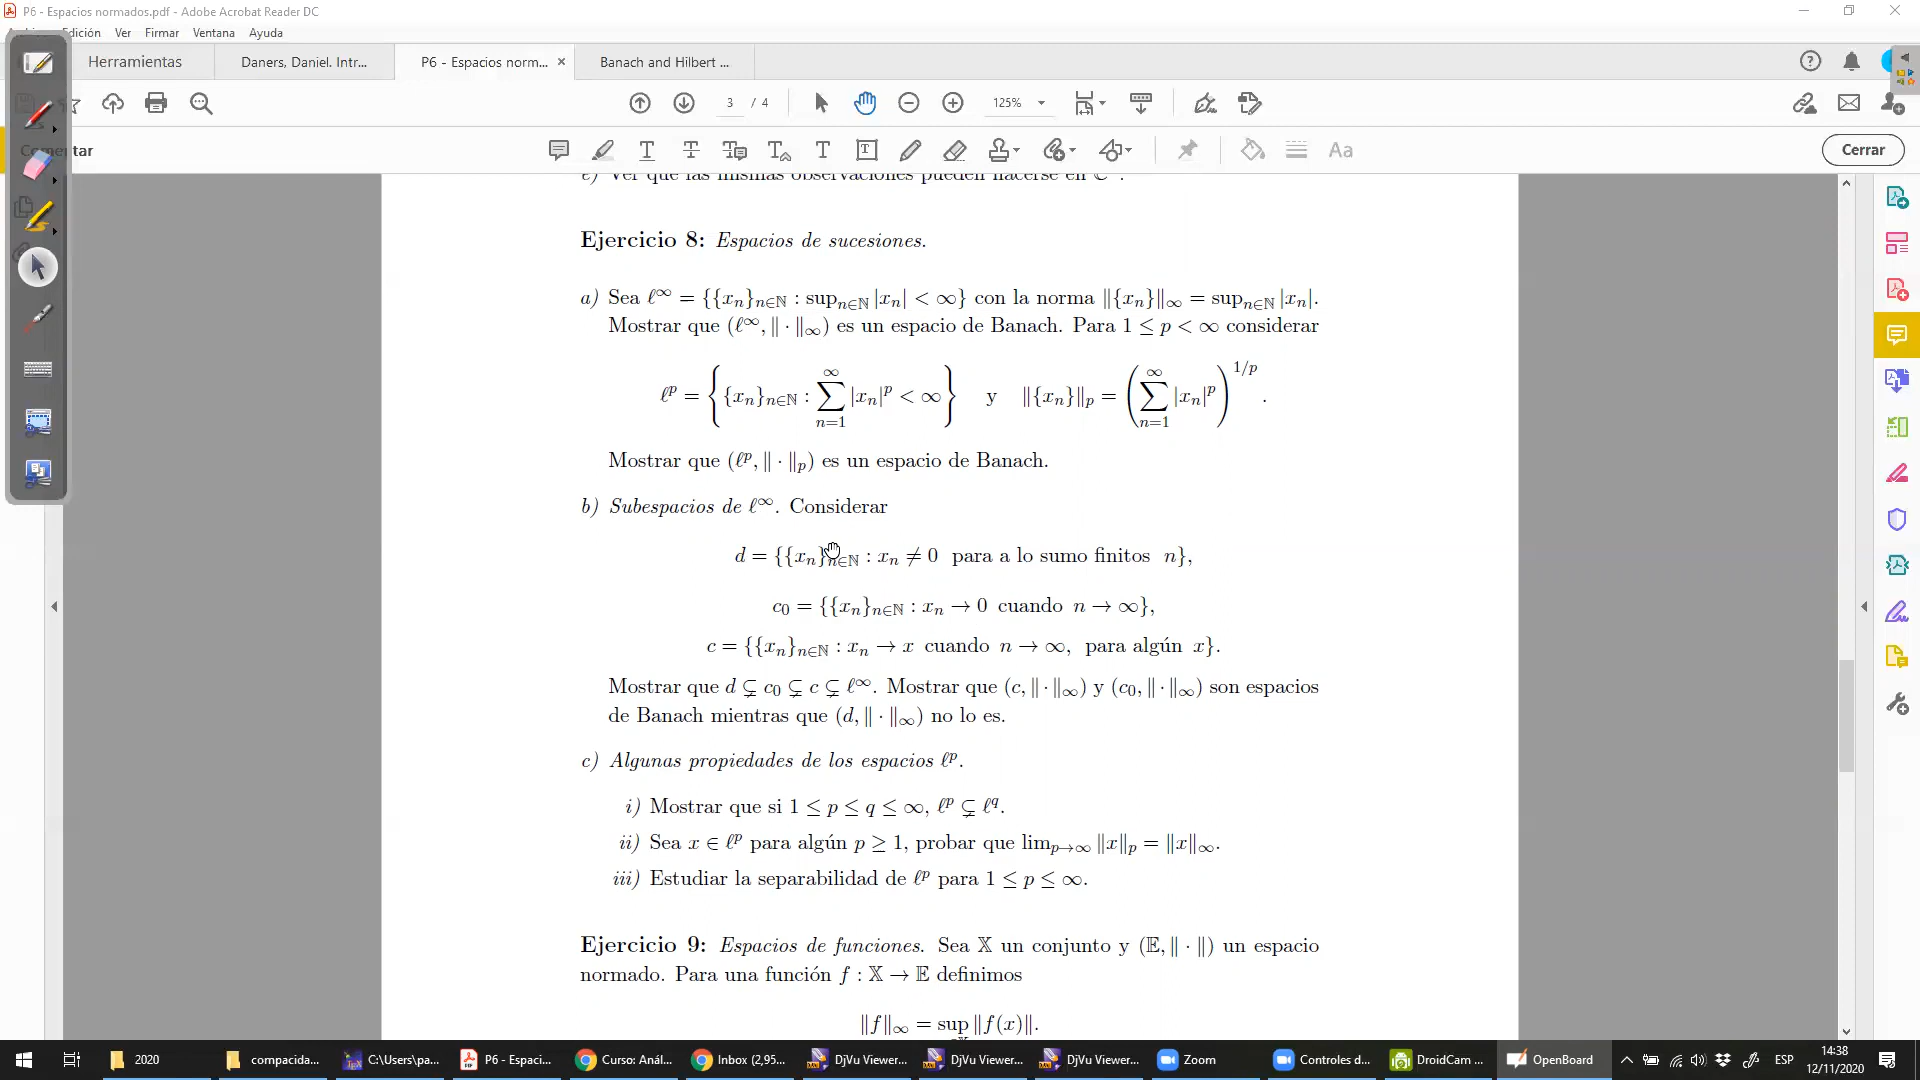 P6 - Espacios normados.pdf - Adobe Acrobat Reader DC
Edición Ver Firmar Ventana Ayuda
Herramientas Daners, Daniel. Intr... P6 - Espacios norm... × Banach and Hilbert ...
3 / 4 125%
Comentar Cerrar
e) Ver que las mismas observaciones pueden hacerse en
Ejercicio 8: Espacios de sucesiones.
a) Sea ℓ^∞ = {{x_n}_{n∈ℕ} : sup_{n∈ℕ} |x_n| < ∞} con la norma ‖{x_n}‖_∞ = sup_{n∈ℕ} |x_n|.
Mostrar que (ℓ^∞, ‖ · ‖_∞) es un espacio de Banach. Para 1 ≤ p < ∞ considerar
ℓ^p = { {x_n}_{n∈ℕ} : ∑_{n=1}^∞ |x_n|^p < ∞ } y ‖{x_n}‖_p = ( ∑_{n=1}^∞ |x_n|^p )^{1/p} .
Mostrar que (ℓ^p, ‖ · ‖_p) es un espacio de Banach.
b) Subespacios de ℓ^∞. Considerar
d = {{x_n}_{n∈ℕ} : x_n ≠ 0 para a lo sumo finitos n},
c_0 = {{x_n}_{n∈ℕ} : x_n → 0 cuando n → ∞},
c = {{x_n}_{n∈ℕ} : x_n → x cuando n → ∞, para algún x}.
Mostrar que d ⊊ c_0 ⊊ c ⊊ ℓ^∞. Mostrar que (c, ‖ · ‖_∞) y (c_0, ‖ · ‖_∞) son espacios
de Banach mientras que (d, ‖ · ‖_∞) no lo es.
c) Algunas propiedades de los espacios ℓ^p.
i) Mostrar que si 1 ≤ p ≤ q ≤ ∞, ℓ^p ⊊ ℓ^q.
ii) Sea x ∈ ℓ^p para algún p ≥ 1, probar que lim_{p→∞} ‖x‖_p = ‖x‖_∞.
iii) Estudiar la separabilidad de ℓ^p para 1 ≤ p ≤ ∞.
Ejercicio 9: Espacios de funciones. Sea 𝕏 un conjunto y (𝔼, ‖ · ‖) un espacio
normado. Para una función f : 𝕏 → 𝔼 definimos
‖f‖_∞ = sup ‖f(x)‖.
2020 compacida... C:\Users\pa... P6 - Espaci... Curso: Anál... Inbox (2,95... DjVu Viewer... DjVu Viewer... DjVu Viewer... Zoom Controles d... DroidCam ... OpenBoard ESP 14:38
12/11/2020